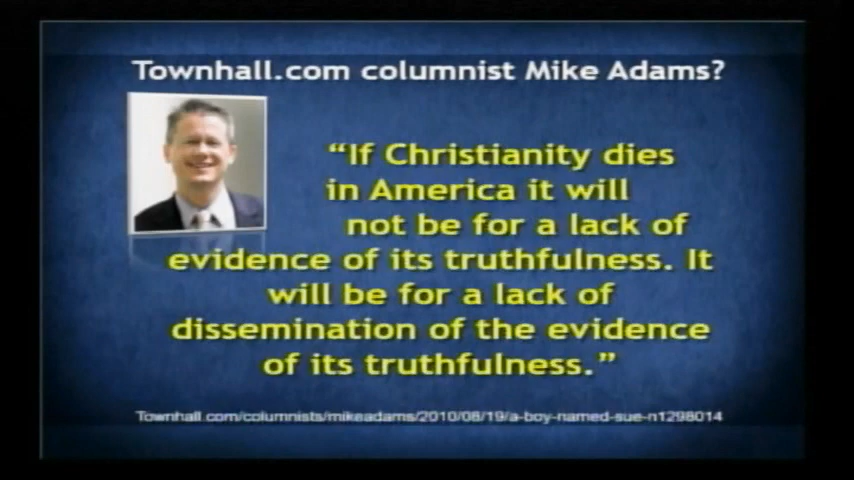 Townhall.com columnist Mike Adams?
“If Christianity dies
in America it will
not be for a lack of
evidence of its truthfulness. It
will be for a lack of
dissemination of the evidence
of its truthfulness.”
Townhall.com/columnists/mikeadams/2010/08/19/a-boy-named-sue-n1298014